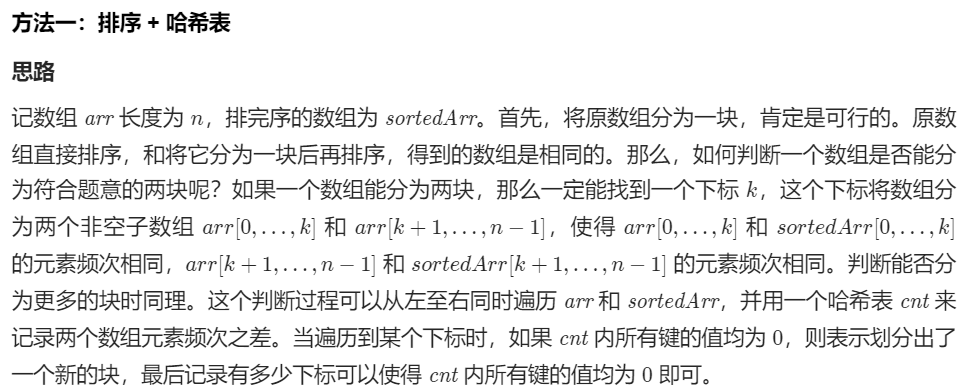 方法一：排序 + 哈希表
思路
记数组 arr 长度为 n，排完序的数组为 sortedArr。首先，将原数组分为一块，肯定是可行的。原数
组直接排序，和将它分为一块后再排序，得到的数组是相同的。那么，如何判断一个数组是否能分
为符合题意的两块呢？如果一个数组能分为两块，那么一定能找到一个下标 k，这个下标将数组分
为两个非空子数组 arr[0,...,k] 和 arr[k+1,...,n−1]，使得 arr[0,...,k] 和 sortedArr[0,...,k]
的元素频次相同，arr[k+1,...,n−1] 和 sortedArr[k+1,...,n−1] 的元素频次相同。判断能否分
为更多的块时同理。这个判断过程可以从左至右同时遍历 arr 和 sortedArr，并用一个哈希表 cnt 来
记录两个数组元素频次之差。当遍历到某个下标时，如果 cnt 内所有键的值均为 0，则表示划分出了
一个新的块，最后记录有多少下标可以使得 cnt 内所有键的值均为 0 即可。